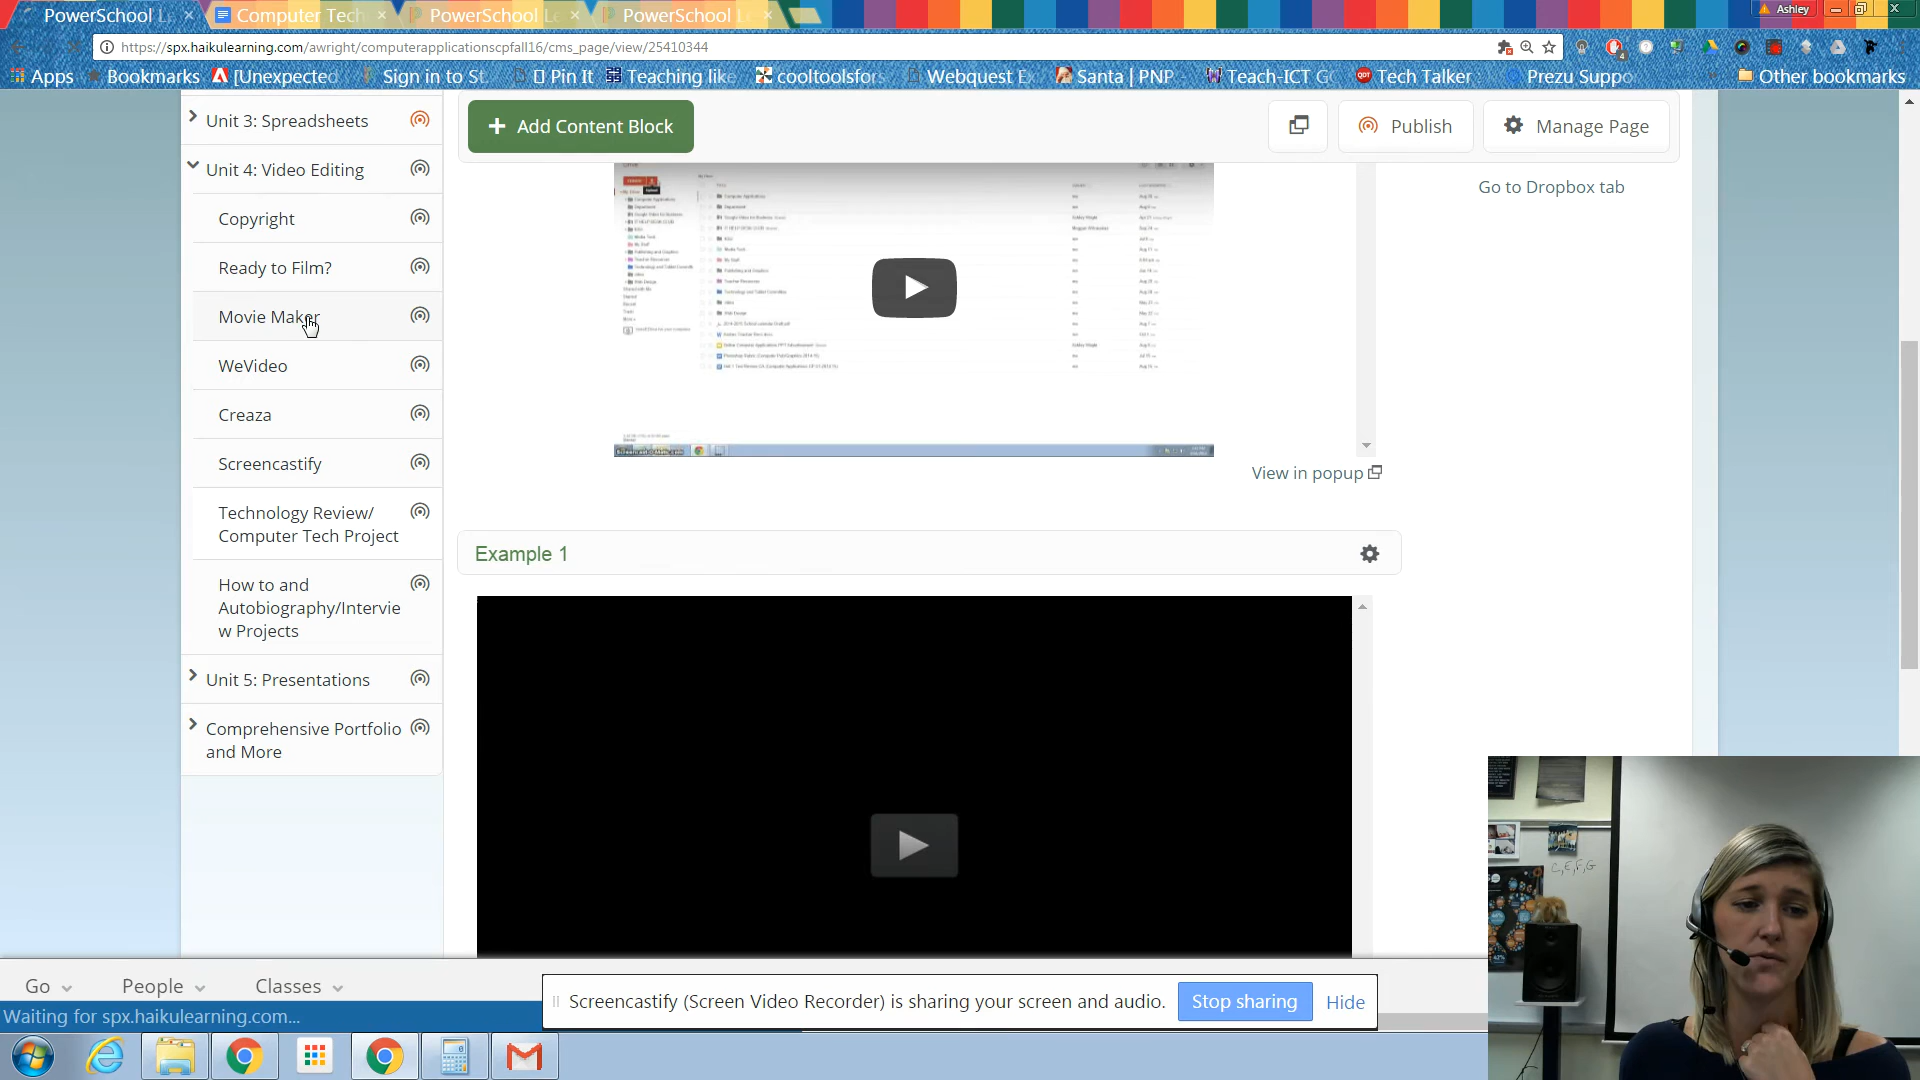 PowerSchool L
Computer Tech
PowerSchool Le
PowerSchool Le
Ashley
https://spx.haikulearning.com/awright/computerapplicationscpfall16/cms_page/view/25410344
Apps
Bookmarks
[Unexpected
Sign in to St
Pin It
Teaching like
cooltoolsfor
Webquest E
Santa | PNP
Teach-ICT G
Tech Talker
Prezu Suppo
Other bookmarks
Unit 3: Spreadsheets
Unit 4: Video Editing
Copyright
Ready to Film?
Movie Maker
WeVideo
Creaza
Screencastify
Technology Review/
Computer Tech Project
How to and
Autobiography/Intervie
w Projects
Unit 5: Presentations
Comprehensive Portfolio
and More
+ Add Content Block
Publish
Manage Page
Go to Dropbox tab
View in popup
Example 1
C,E,F,G
Go
People
Classes
Screencastify (Screen Video Recorder) is sharing your screen and audio.
Stop sharing
Hide
Waiting for spx.haikulearning.com...